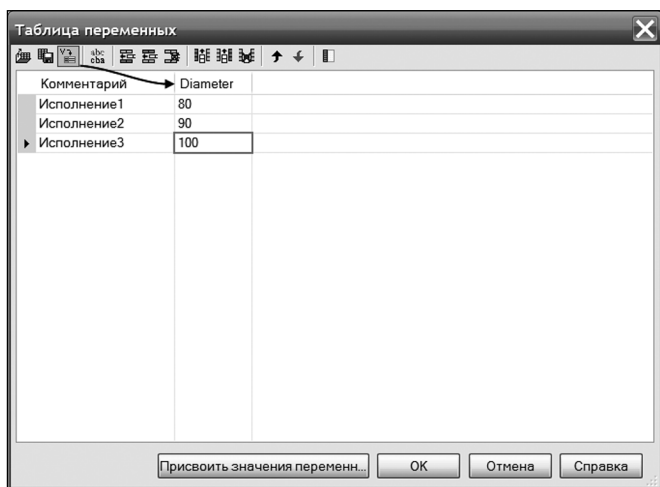 Таблица переменных
abc
cba
Комментарий Diameter
Исполнение1 80
Исполнение2 90
Исполнение3 100
Присвоить значения переменн... OK Отмена Справка